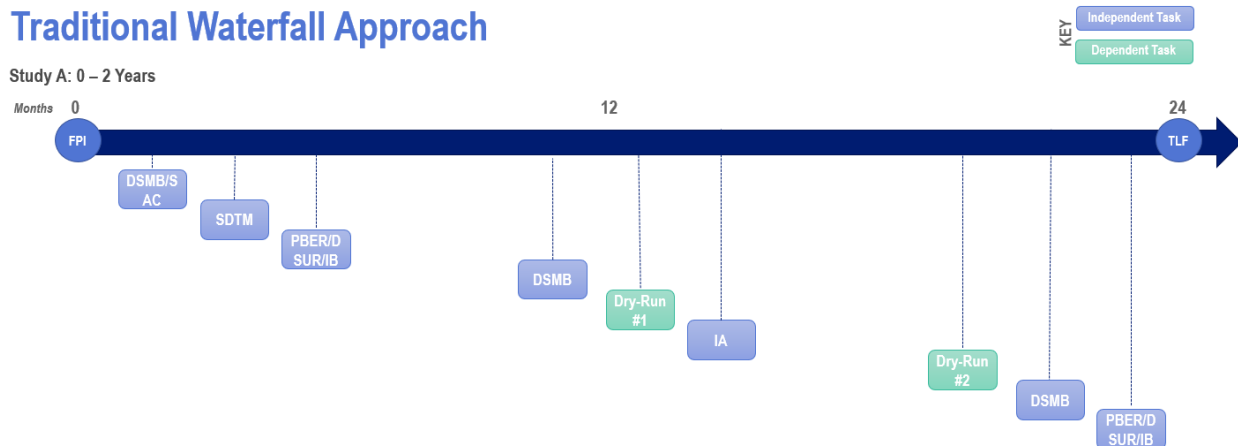 Traditional Waterfall Approach
KEY
Independent Task
Dependent Task
Study A: 0 – 2 Years
Months 0 12 24
FPI
TLF
DSMB/S
AC
SDTM
PBER/D
SUR/IB
DSMB
Dry-Run
#1
IA
Dry-Run
#2
DSMB
PBER/D
SUR/IB